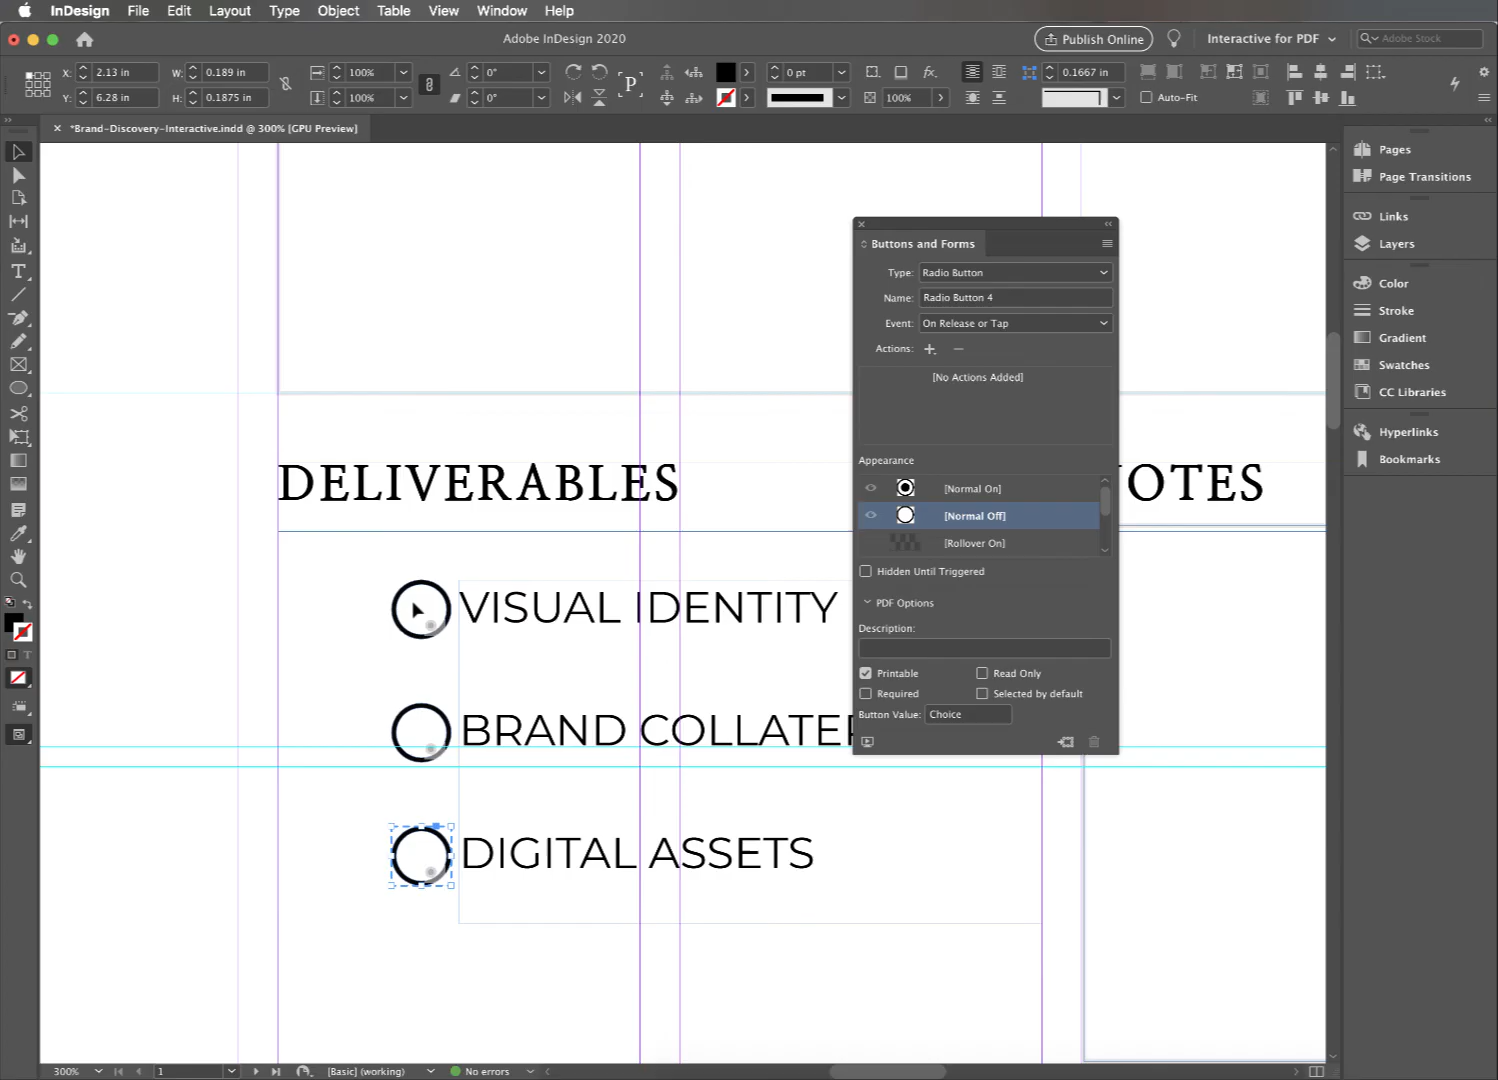 InDesign File Edit Layout Type Object Table View Window Help
Adobe InDesign 2020
Publish Online
Interactive for PDF
Adobe Stock
X: 2.13 in W: 0.189 in 100% 0° 0 pt 0.1667 in
Y: 6.28 in H: 0.1875 in 100% 0° P 100% Auto-Fit
*Brand-Discovery-Interactive.indd @ 300% [GPU Preview]
Pages
Page Transitions
Links
Layers
Color
Stroke
Gradient
Swatches
CC Libraries
Hyperlinks
Bookmarks
Buttons and Forms
Type: Radio Button
Name: Radio Button 4
Event: On Release or Tap
Actions:
[No Actions Added]
Appearance
[Normal On]
[Normal Off]
[Rollover On]
Hidden Until Triggered
PDF Options
Description:
Printable Read Only
Required Selected by default
Button Value: Choice
DELIVERABLES
OTES
VISUAL IDENTITY
BRAND COLLATER
DIGITAL ASSETS
300% 1 [Basic] (working) No errors